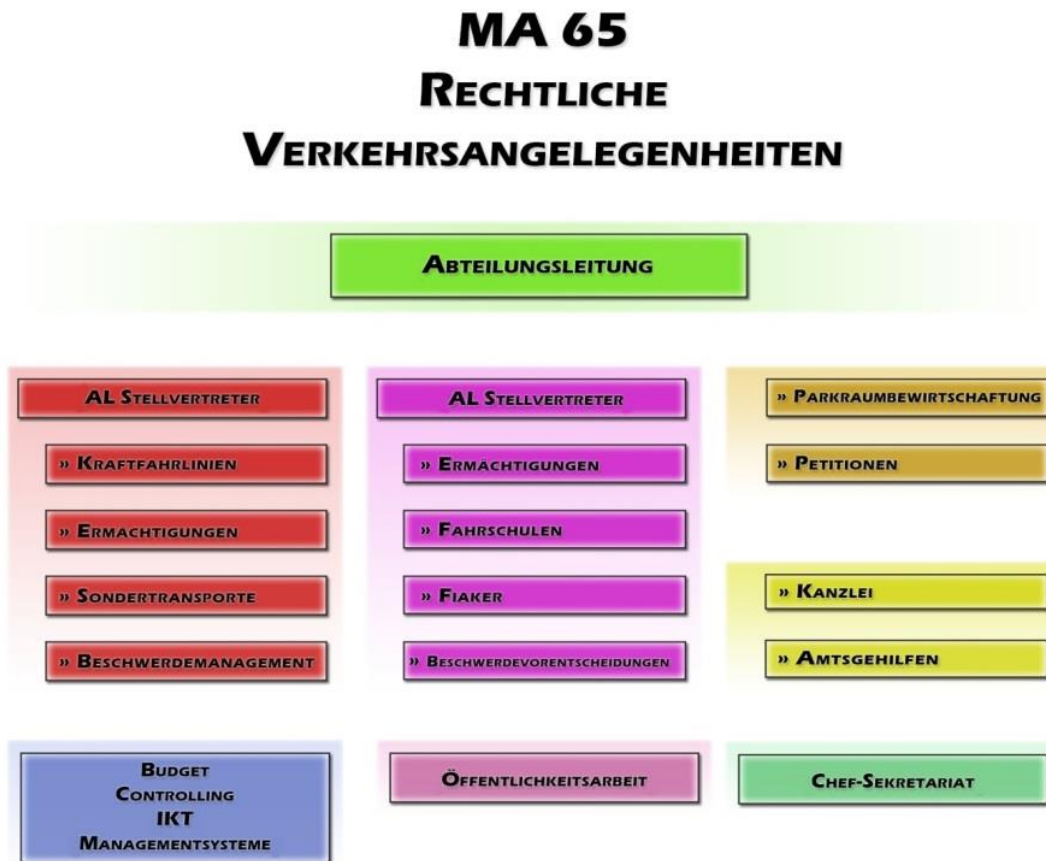 MA 65
RECHTLICHE
VERKEHRSANGELEGENHEITEN
ABTEILUNGSLEITUNG
AL STELLVERTRETER
» KRAFTFAHRLINIEN
» ERMÄCHTIGUNGEN
» SONDERTRANSPORTE
» BESCHWERDEMANAGEMENT
AL STELLVERTRETER
» ERMÄCHTIGUNGEN
» FAHRSCHULEN
» FIAKER
» BESCHWERDEVORENTSCHEIDUNGEN
» PARKRAUMBEWIRTSCHAFTUNG
» PETITIONEN
» KANZLEI
» AMTSGEHILFEN
BUDGET
CONTROLLING
IKT
MANAGEMENTSYSTEME
ÖFFENTLICHKEITSARBEIT
CHEF-SEKRETARIAT